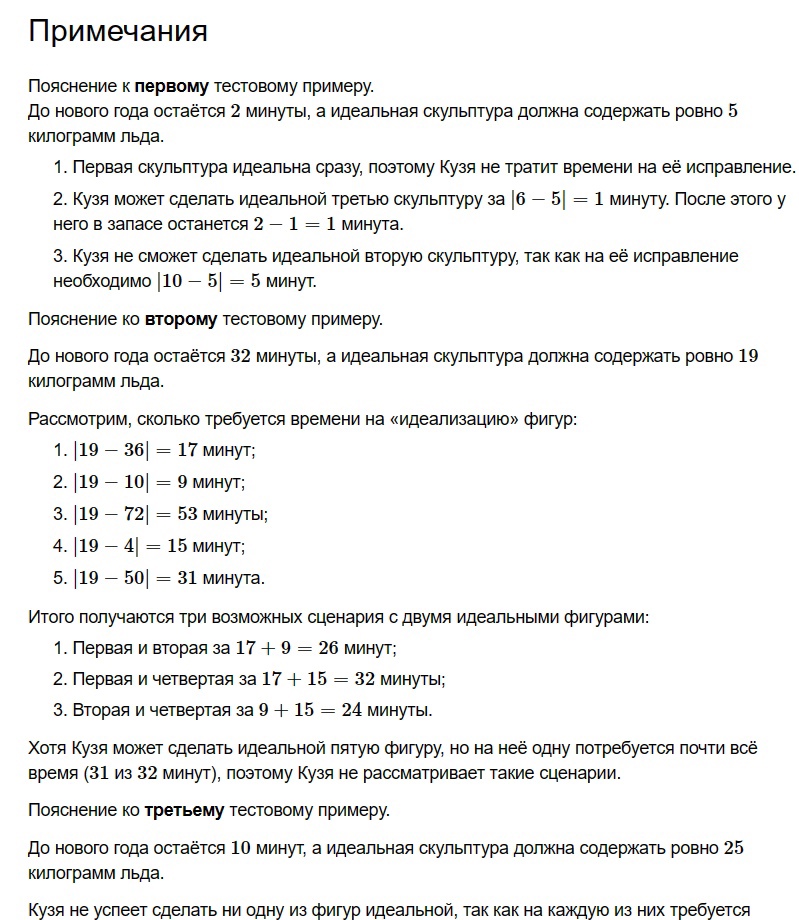 Примечания
Пояснение к первому тестовому примеру.
До нового года остаётся 2 минуты, а идеальная скульптура должна содержать ровно 5
килограмм льда.
1. Первая скульптура идеальна сразу, поэтому Кузя не тратит времени на её исправление.
2. Кузя может сделать идеальной третью скульптуру за |6 − 5| = 1 минуту. После этого у
него в запасе останется 2 − 1 = 1 минута.
3. Кузя не сможет сделать идеальной вторую скульптуру, так как на её исправление
необходимо |10 − 5| = 5 минут.
Пояснение ко второму тестовому примеру.
До нового года остаётся 32 минуты, а идеальная скульптура должна содержать ровно 19
килограмм льда.
Рассмотрим, сколько требуется времени на «идеализацию» фигур:
1. |19 − 36| = 17 минут;
2. |19 − 10| = 9 минут;
3. |19 − 72| = 53 минуты;
4. |19 − 4| = 15 минут;
5. |19 − 50| = 31 минута.
Итого получаются три возможных сценария с двумя идеальными фигурами:
1. Первая и вторая за 17 + 9 = 26 минут;
2. Первая и четвертая за 17 + 15 = 32 минуты;
3. Вторая и четвертая за 9 + 15 = 24 минуты.
Хотя Кузя может сделать идеальной пятую фигуру, но на неё одну потребуется почти всё
время (31 из 32 минут), поэтому Кузя не рассматривает такие сценарии.
Пояснение ко третьему тестовому примеру.
До нового года остаётся 10 минут, а идеальная скульптура должна содержать ровно 25
килограмм льда.
Кузя не успеет сделать ни одну из фигур идеальной, так как на каждую из них требуется